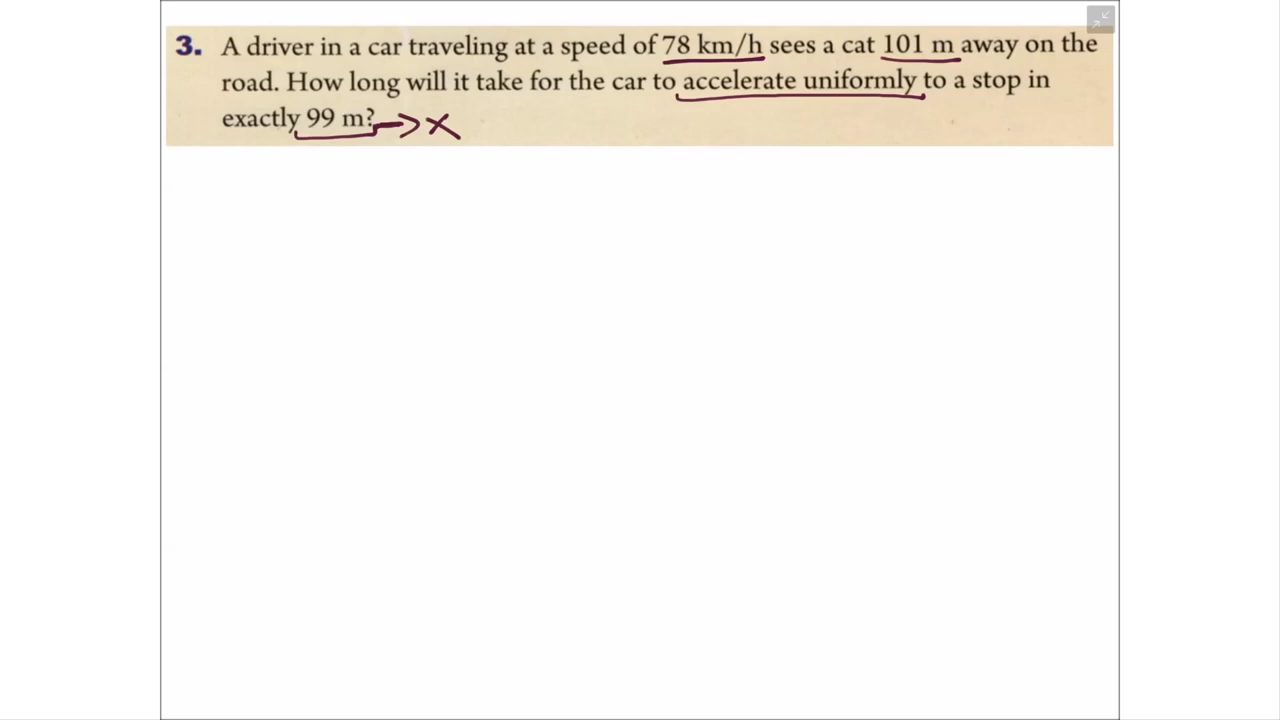 3. A driver in a car traveling at a speed of 78 km/h sees a cat 101 m away on the
road. How long will it take for the car to accelerate uniformly to a stop in
exactly 99 m? → X